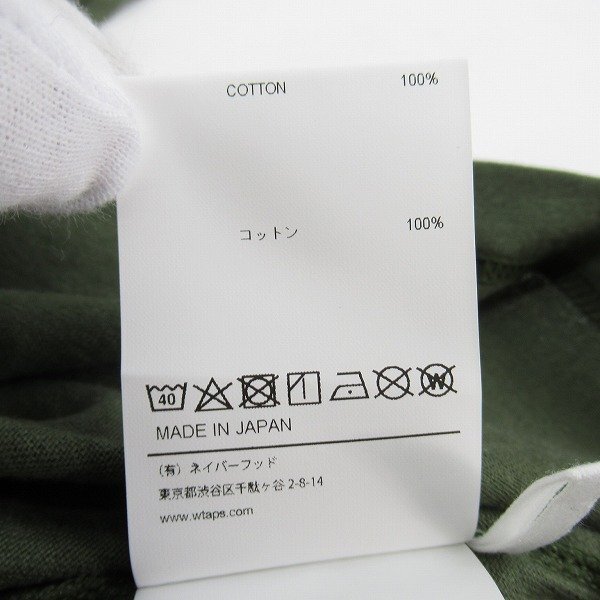 COTTON 100%
コットン 100%
40 W
MADE IN JAPAN
(有) ネイバーフッド
東京都渋谷区千駄ヶ谷 2-8-14
www.wtaps.com